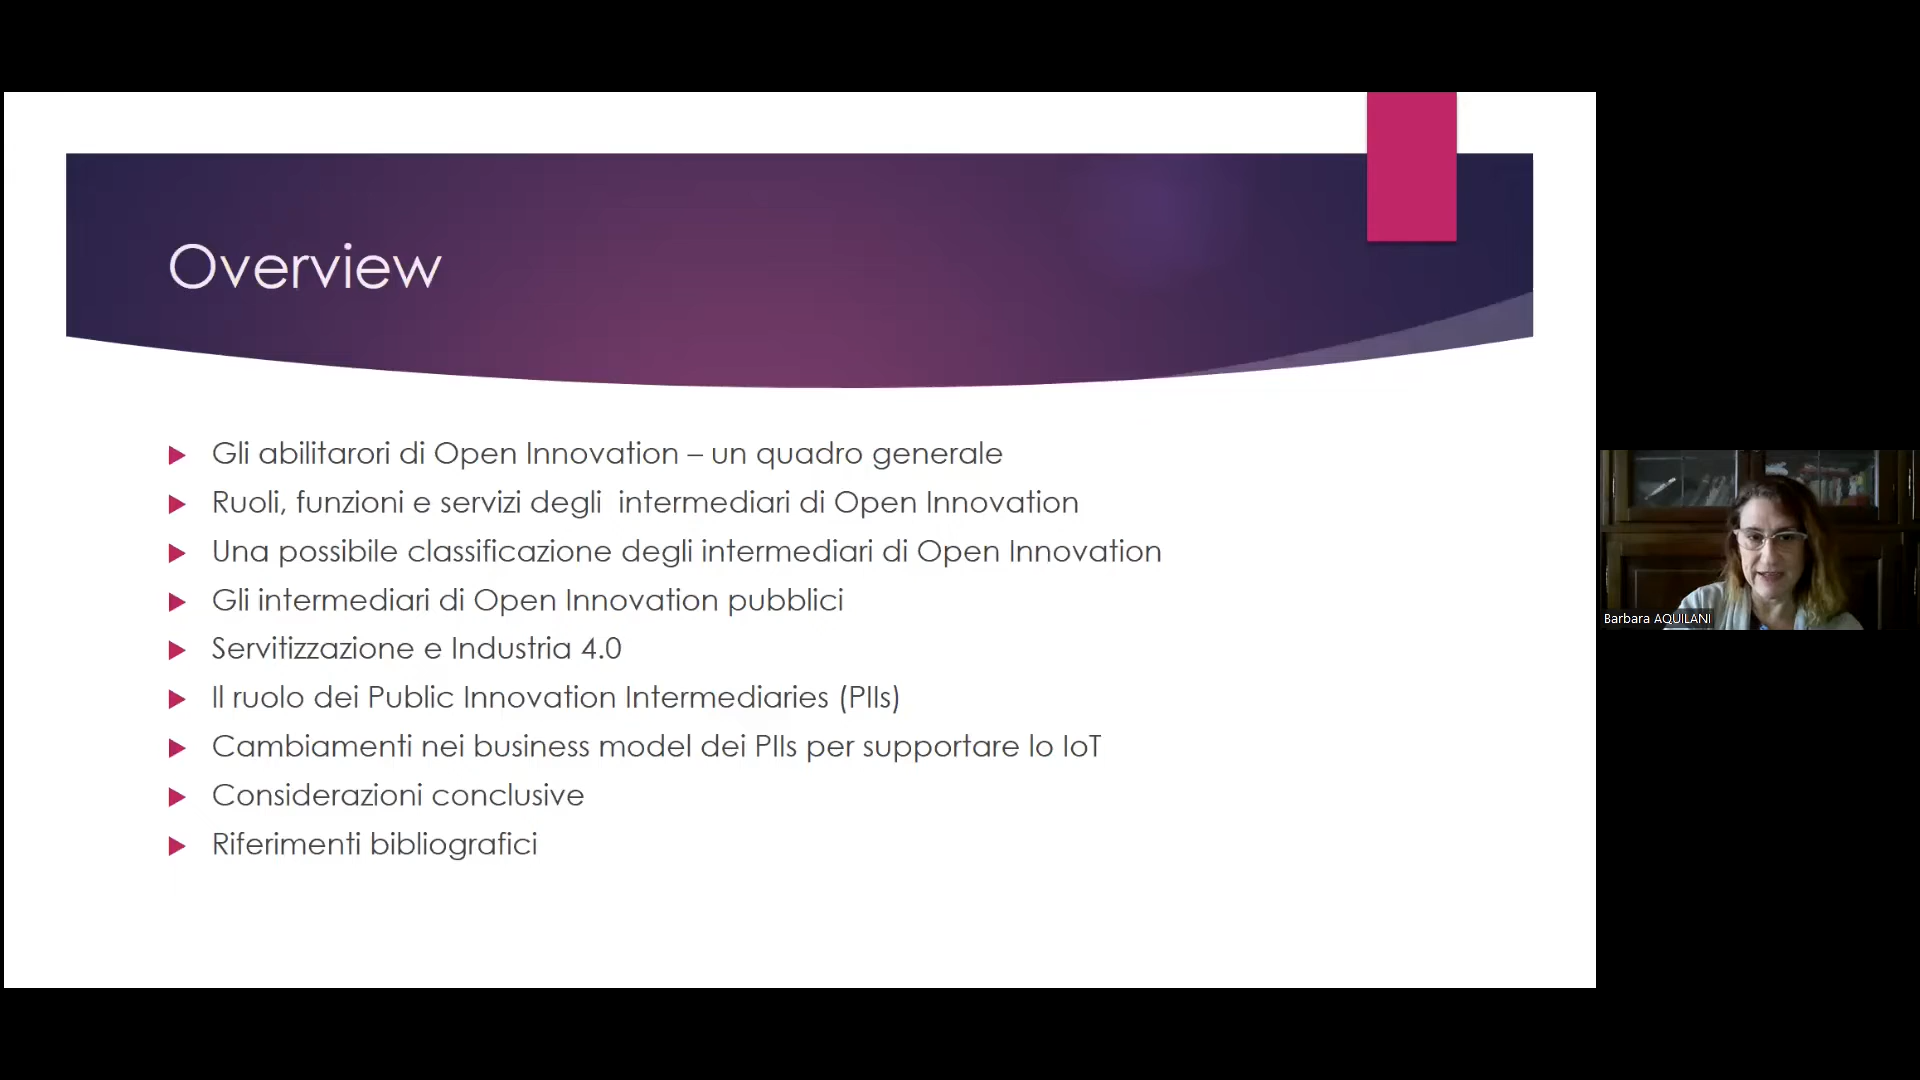 Overview
Gli abilitarori di Open Innovation – un quadro generale
Ruoli, funzioni e servizi degli  intermediari di Open Innovation
Una possibile classificazione degli intermediari di Open Innovation
Gli intermediari di Open Innovation pubblici
Servitizzazione e Industria 4.0
Il ruolo dei Public Innovation Intermediaries (PIIs)
Cambiamenti nei business model dei PIIs per supportare lo IoT
Considerazioni conclusive
Riferimenti bibliografici
Barbara AQUILANI